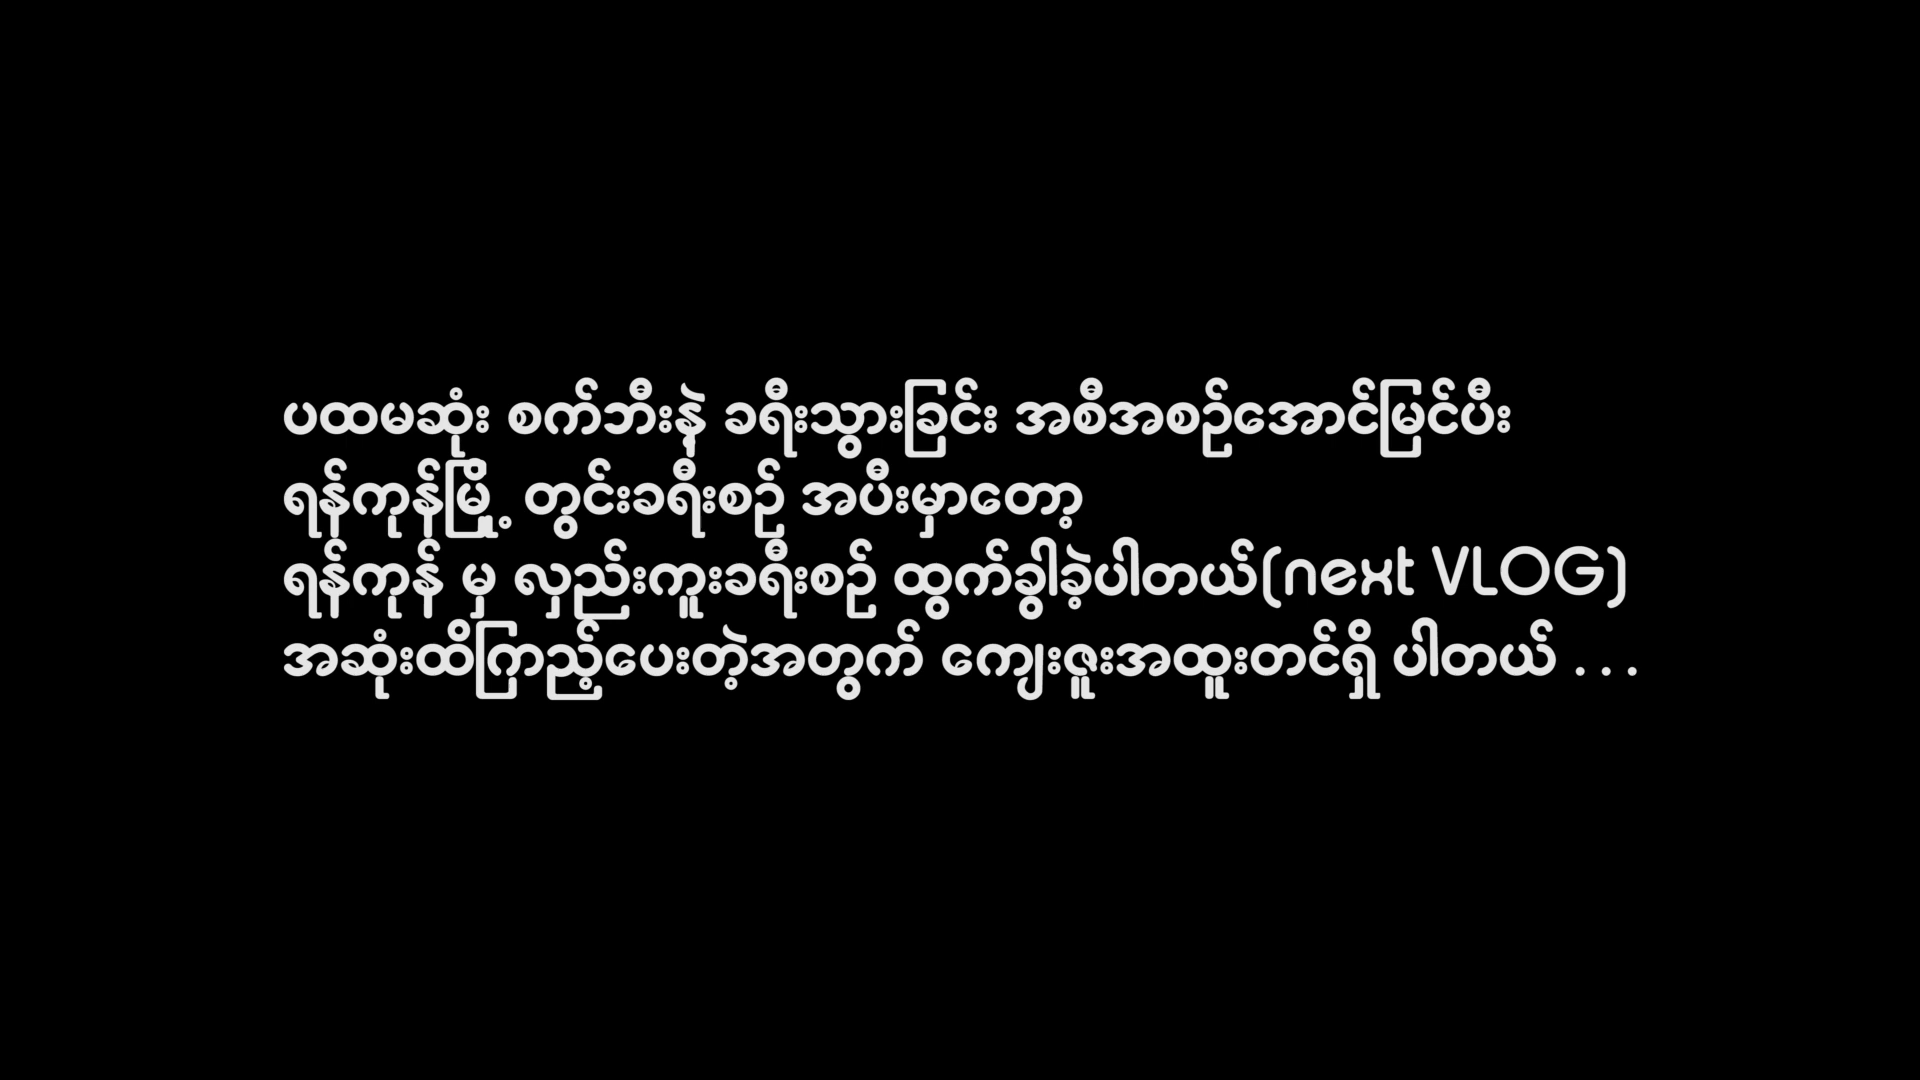 ပထမဆုံး စက်ဘီးနဲ့ ခရီးသွားခြင်း အစီအစဉ်အောင်မြင်ပီး
ရန်ကုန်မြို့ တွင်းခရီးစဉ် အပီးမှာတော့
ရန်ကုန် မှ လှည်းကူးခရီးစဉ် ထွက်ခွါခဲ့ပါတယ်(next VLOG)
အဆုံးထိကြည့်ပေးတဲ့အတွက် ကျေးဇူးအထူးတင်ရှိ ပါတယ် ...